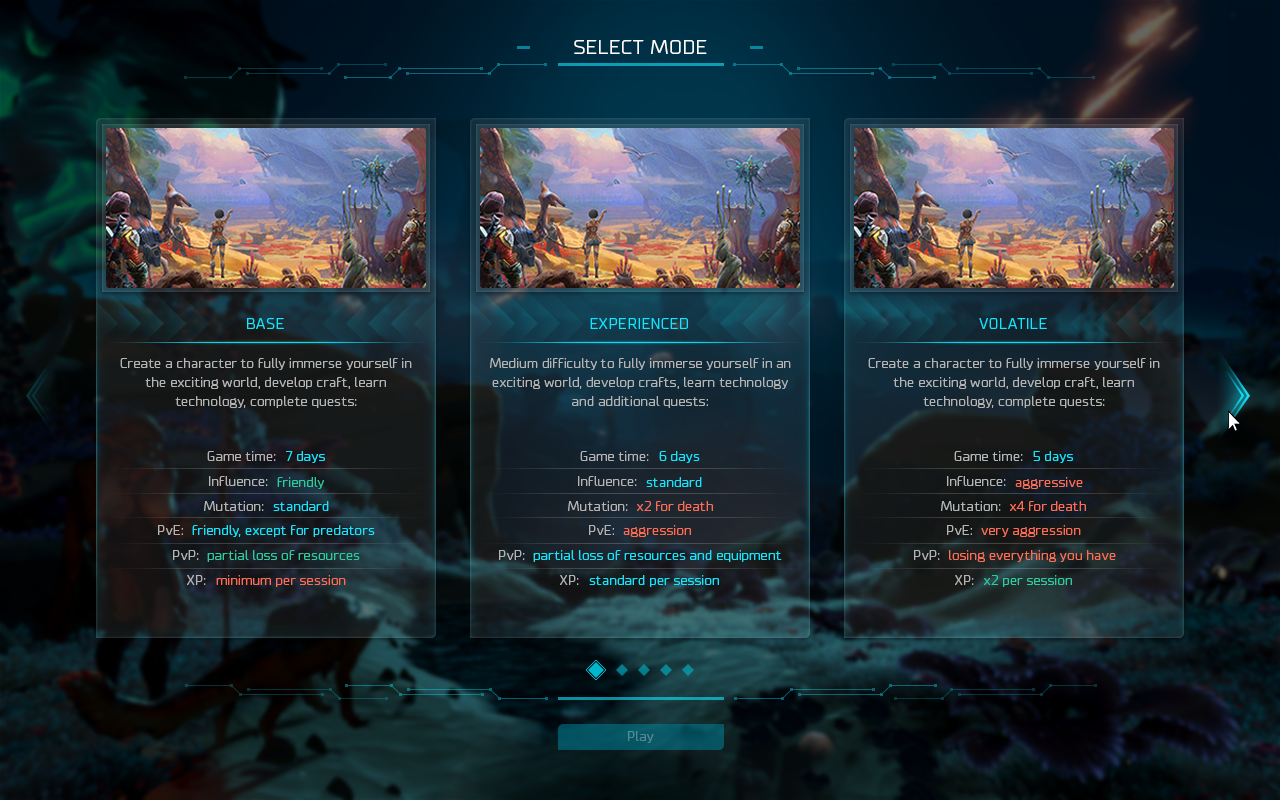 SELECT MODE
BASE
Create a character to fully immerse yourself in
the exciting world, develop craft, learn
technology, complete quests:
Game time: 7 days
Influence: friendly
Mutation: standard
PvE: friendly, except for predators
PvP: partial loss of resources
XP: minimum per session
EXPERIENCED
Medium difficulty to fully immerse yourself in an
exciting world, develop crafts, learn technology
and additional quests:
Game time: 6 days
Influence: standard
Mutation: x2 for death
PvE: aggression
PvP: partial loss of resources and equipment
XP: standard per session
VOLATILE
Create a character to fully immerse yourself in
the exciting world, develop craft, learn
technology, complete quests:
Game time: 5 days
Influence: aggressive
Mutation: x4 for death
PvE: very aggression
PvP: losing everything you have
XP: x2 per session
Play